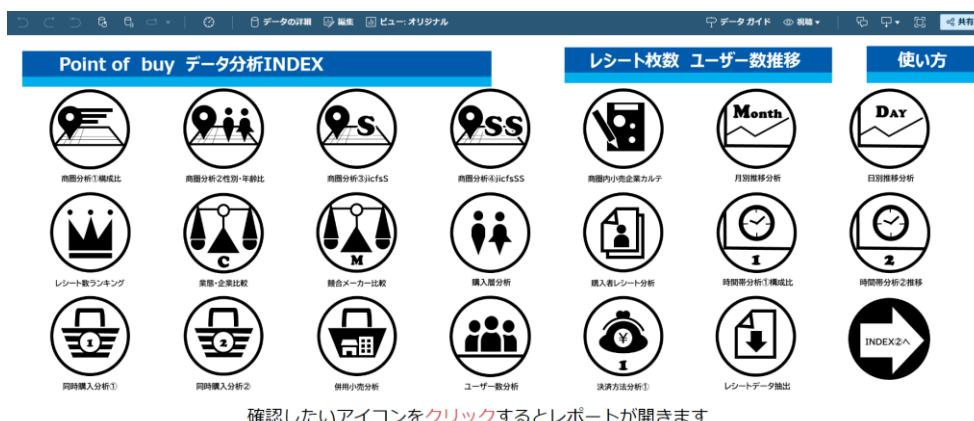 データの詳細 編集 ビュー: オリジナル データ ガイド 視聴 共有
Point of buy データ分析INDEX
レシート枚数 ユーザー数推移
使い方
S SS Month DAY
商圏分析①構成比 商圏分析②性別・年齢比 商圏分析③jicfsS 商圏分析④jicfsSS 商圏内小売企業カルテ 月別推移分析 日別推移分析
C M 1 2
レシート数ランキング 業態・企業比較 競合メーカー比較 購入層分析 購入者レシート分析 時間帯分析①構成比 時間帯分析②推移
1 2 ¥ 1 INDEX②へ
同時購入分析① 同時購入分析② 併用小売分析 ユーザー数分析 決済方法分析① レシートデータ抽出
確認したいアイコンをクリックするとレポートが開きます